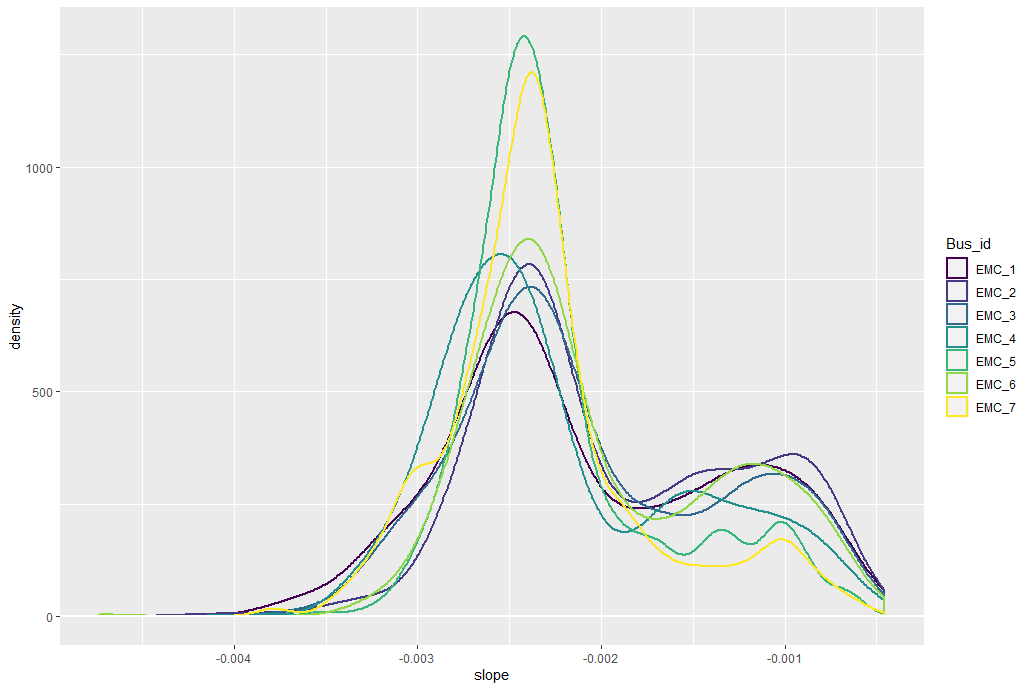 density
1000
500
0
-0.004
-0.003
-0.002
-0.001
slope
Bus_id
EMC_1
EMC_2
EMC_3
EMC_4
EMC_5
EMC_6
EMC_7